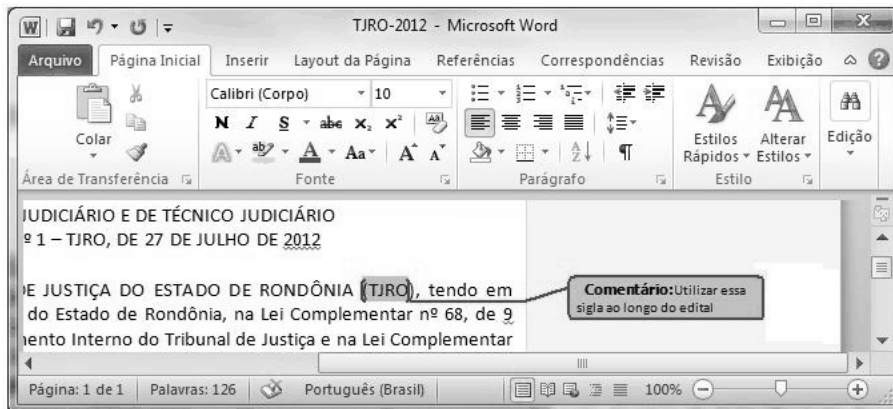 TJRO-2012 - Microsoft Word
Arquivo Página Inicial Inserir Layout da Página Referências Correspondências Revisão Exibição
Calibri (Corpo) 10
N I S abe x₂ x²
Colar
Aa A A
Estilos Rápidos Alterar Estilos Edição
Área de Transferência Fonte Parágrafo Estilo
JUDICIÁRIO E DE TÉCNICO JUDICIÁRIO
º 1 – TJRO, DE 27 DE JULHO DE 2012
DE JUSTIÇA DO ESTADO DE RONDÔNIA (TJRO), tendo em
Comentário: Utilizar essa
sigla ao longo do edital
do Estado de Rondônia, na Lei Complementar nº 68, de 9
mento Interno do Tribunal de Justiça e na Lei Complementar
Página: 1 de 1 Palavras: 126 Português (Brasil) 100%